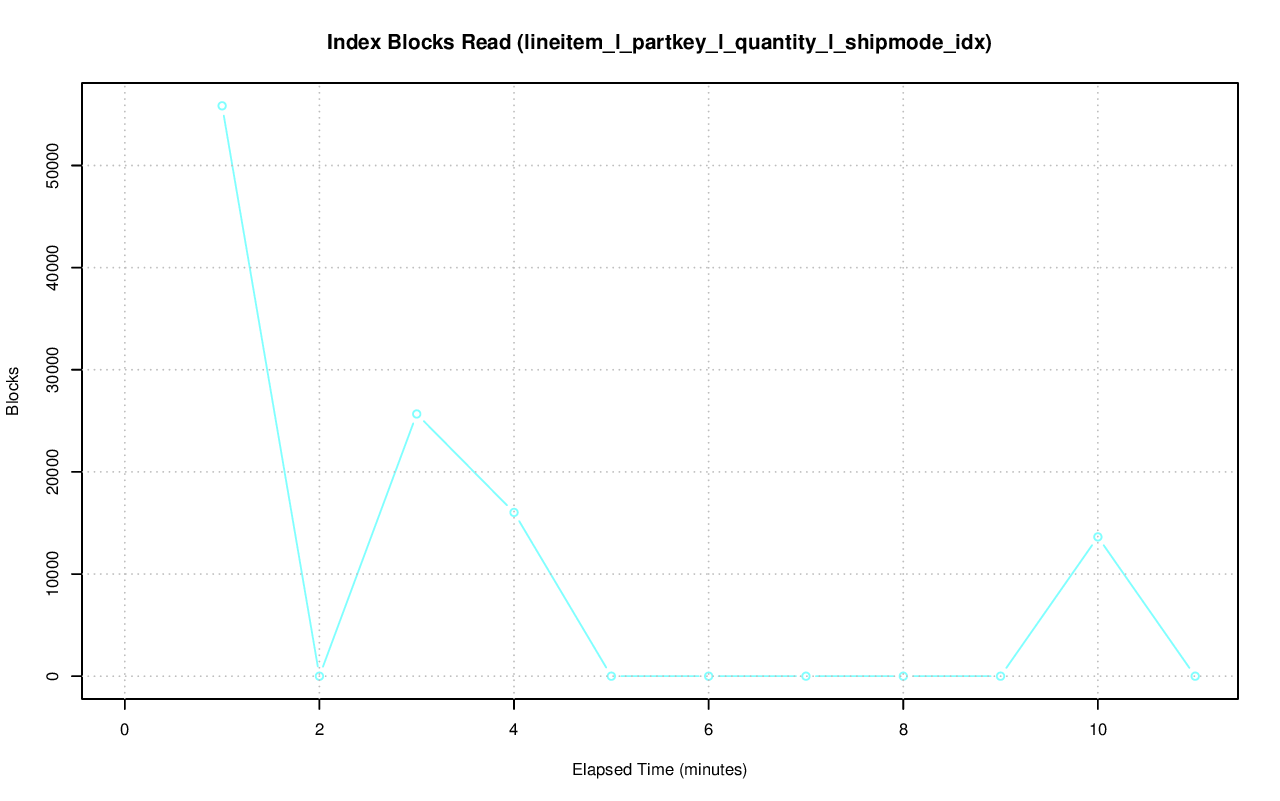 Index Blocks Read (lineitem_l_partkey_l_quantity_l_shipmode_idx)
Blocks
50000
40000
30000
20000
10000
0
0 2 4 6 8 10
Elapsed Time (minutes)